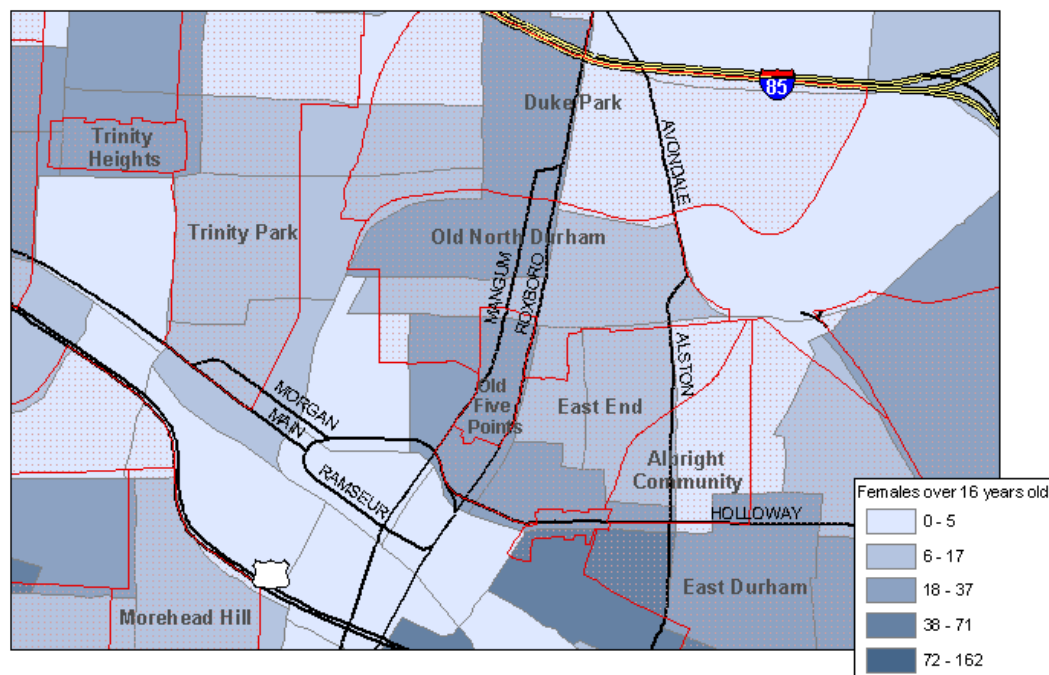 85
Duke Park
Trinity
Heights
AVONDALE
Trinity Park
Old North Durham
MANGUM
ROXBORO
ALSTON
Old
Five
Points
East End
MORGAN
MAIN
Albright
Community
RAMSEUR
HOLLOWAY
East Durham
Morehead Hill
Females over 16 years old
0 - 5
6 - 17
18 - 37
38 - 71
72 - 162